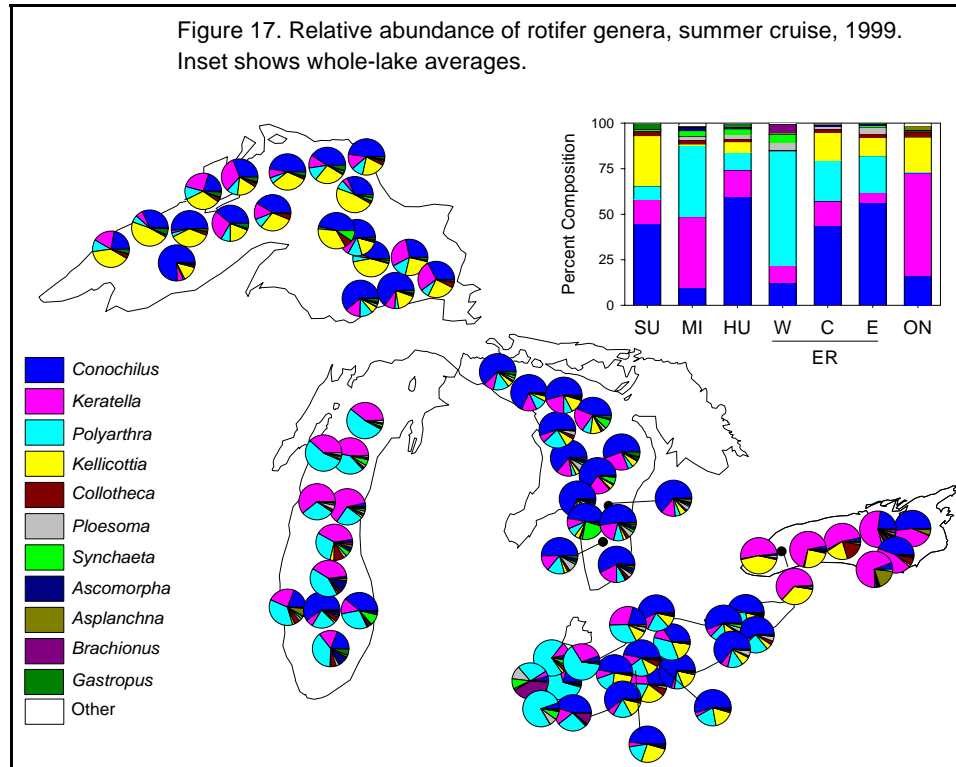 Figure 17. Relative abundance of rotifer genera, summer cruise, 1999.
Inset shows whole-lake averages.
Percent Composition
100
75
50
25
0
SU MI HU W C E ON
ER
Conochilus
Keratella
Polyarthra
Kellicottia
Collotheca
Ploesoma
Synchaeta
Ascomorpha
Asplanchna
Brachionus
Gastropus
Other